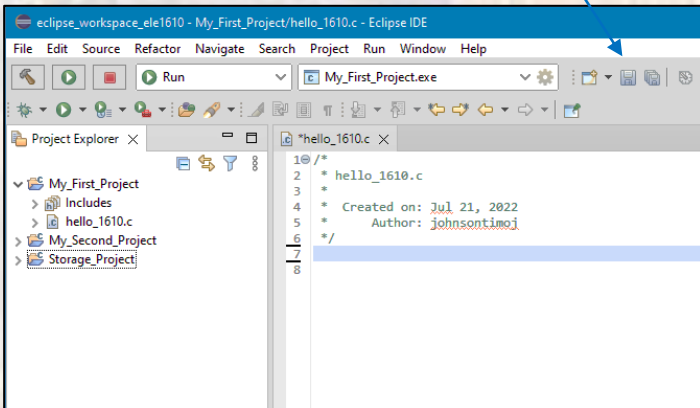 eclipse_workspace_ele1610 - My_First_Project/hello_1610.c - Eclipse IDE
File Edit Source Refactor Navigate Search Project Run Window Help
Run
My_First_Project.exe
Project Explorer
*hello_1610.c
My_First_Project
Includes
hello_1610.c
My_Second_Project
Storage_Project
1 /*
2 * hello_1610.c
3 *
4 * Created on: Jul 21, 2022
5 * Author: johnsontimoj
6 */
7
8